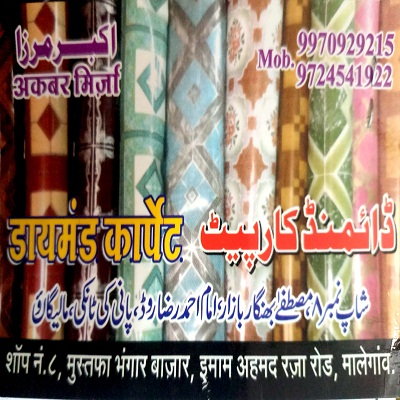 اکبر مرزا
अकबर मिर्ज़ा
Mob. 9970929215
9724541922
डायमंड कार्पेट ڈائمنڈ کارپیٹ
شاپ نمبر ۸، مصطفےٰ بھنگار بازار، امام احمد رضا روڈ، پانی کی ٹانکی، مالیگاؤں
शॉप नं.८, मुस्तफा भंगार बाज़ार, इमाम अहमद रज़ा रोड, मालेगांव.